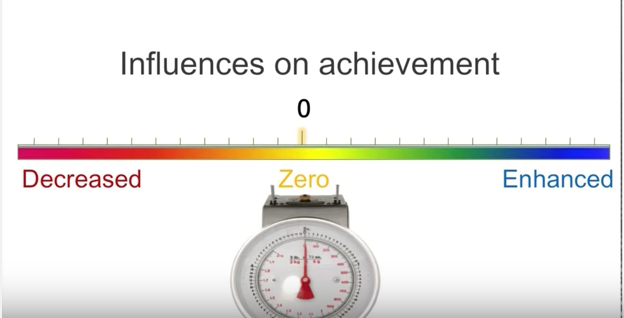 Influences on achievement
0
Decreased Zero Enhanced